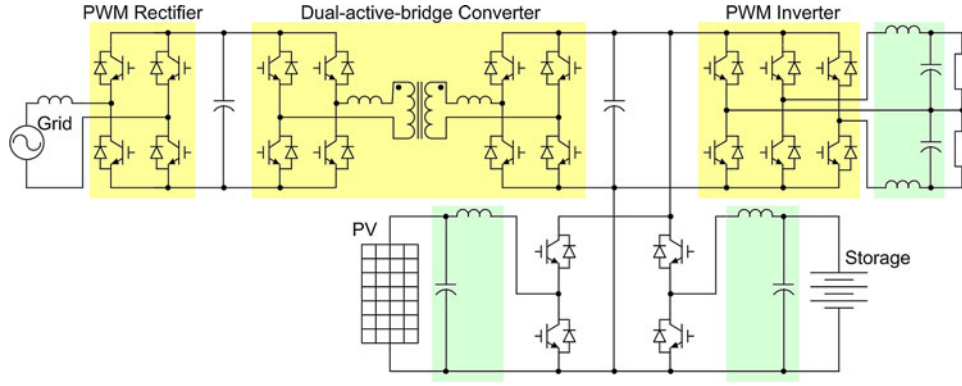 PWM Rectifier
Dual-active-bridge Converter
PWM Inverter
Grid
PV
Storage